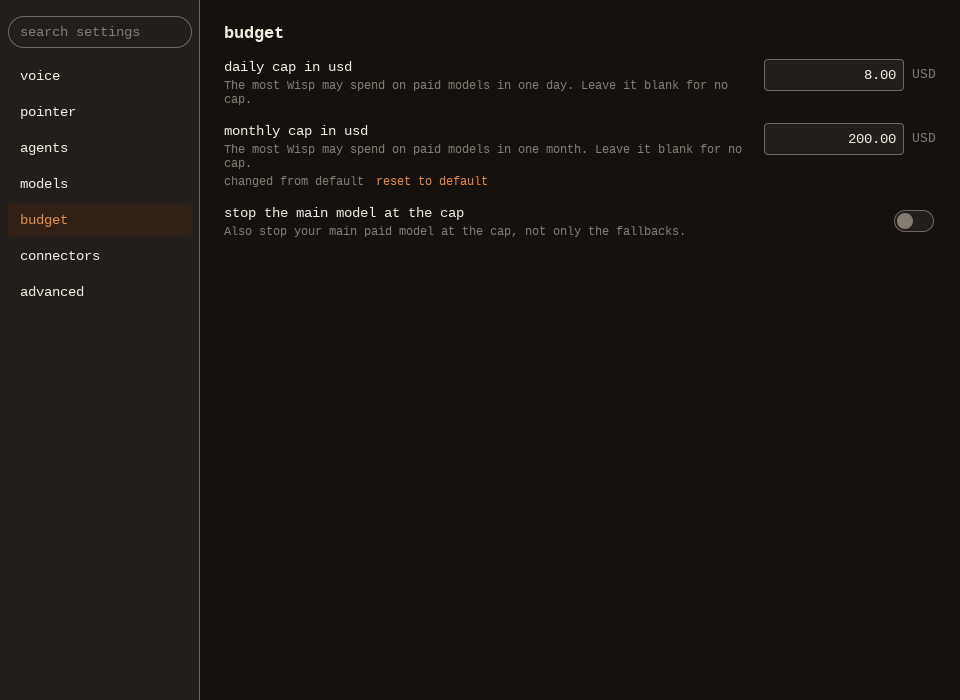 search settings
voice
pointer
agents
models
budget
connectors
advanced
budget
daily cap in usd
The most Wisp may spend on paid models in one day. Leave it blank for no
cap.
8.00 USD
monthly cap in usd
The most Wisp may spend on paid models in one month. Leave it blank for no
cap.
changed from default reset to default
200.00 USD
stop the main model at the cap
Also stop your main paid model at the cap, not only the fallbacks.